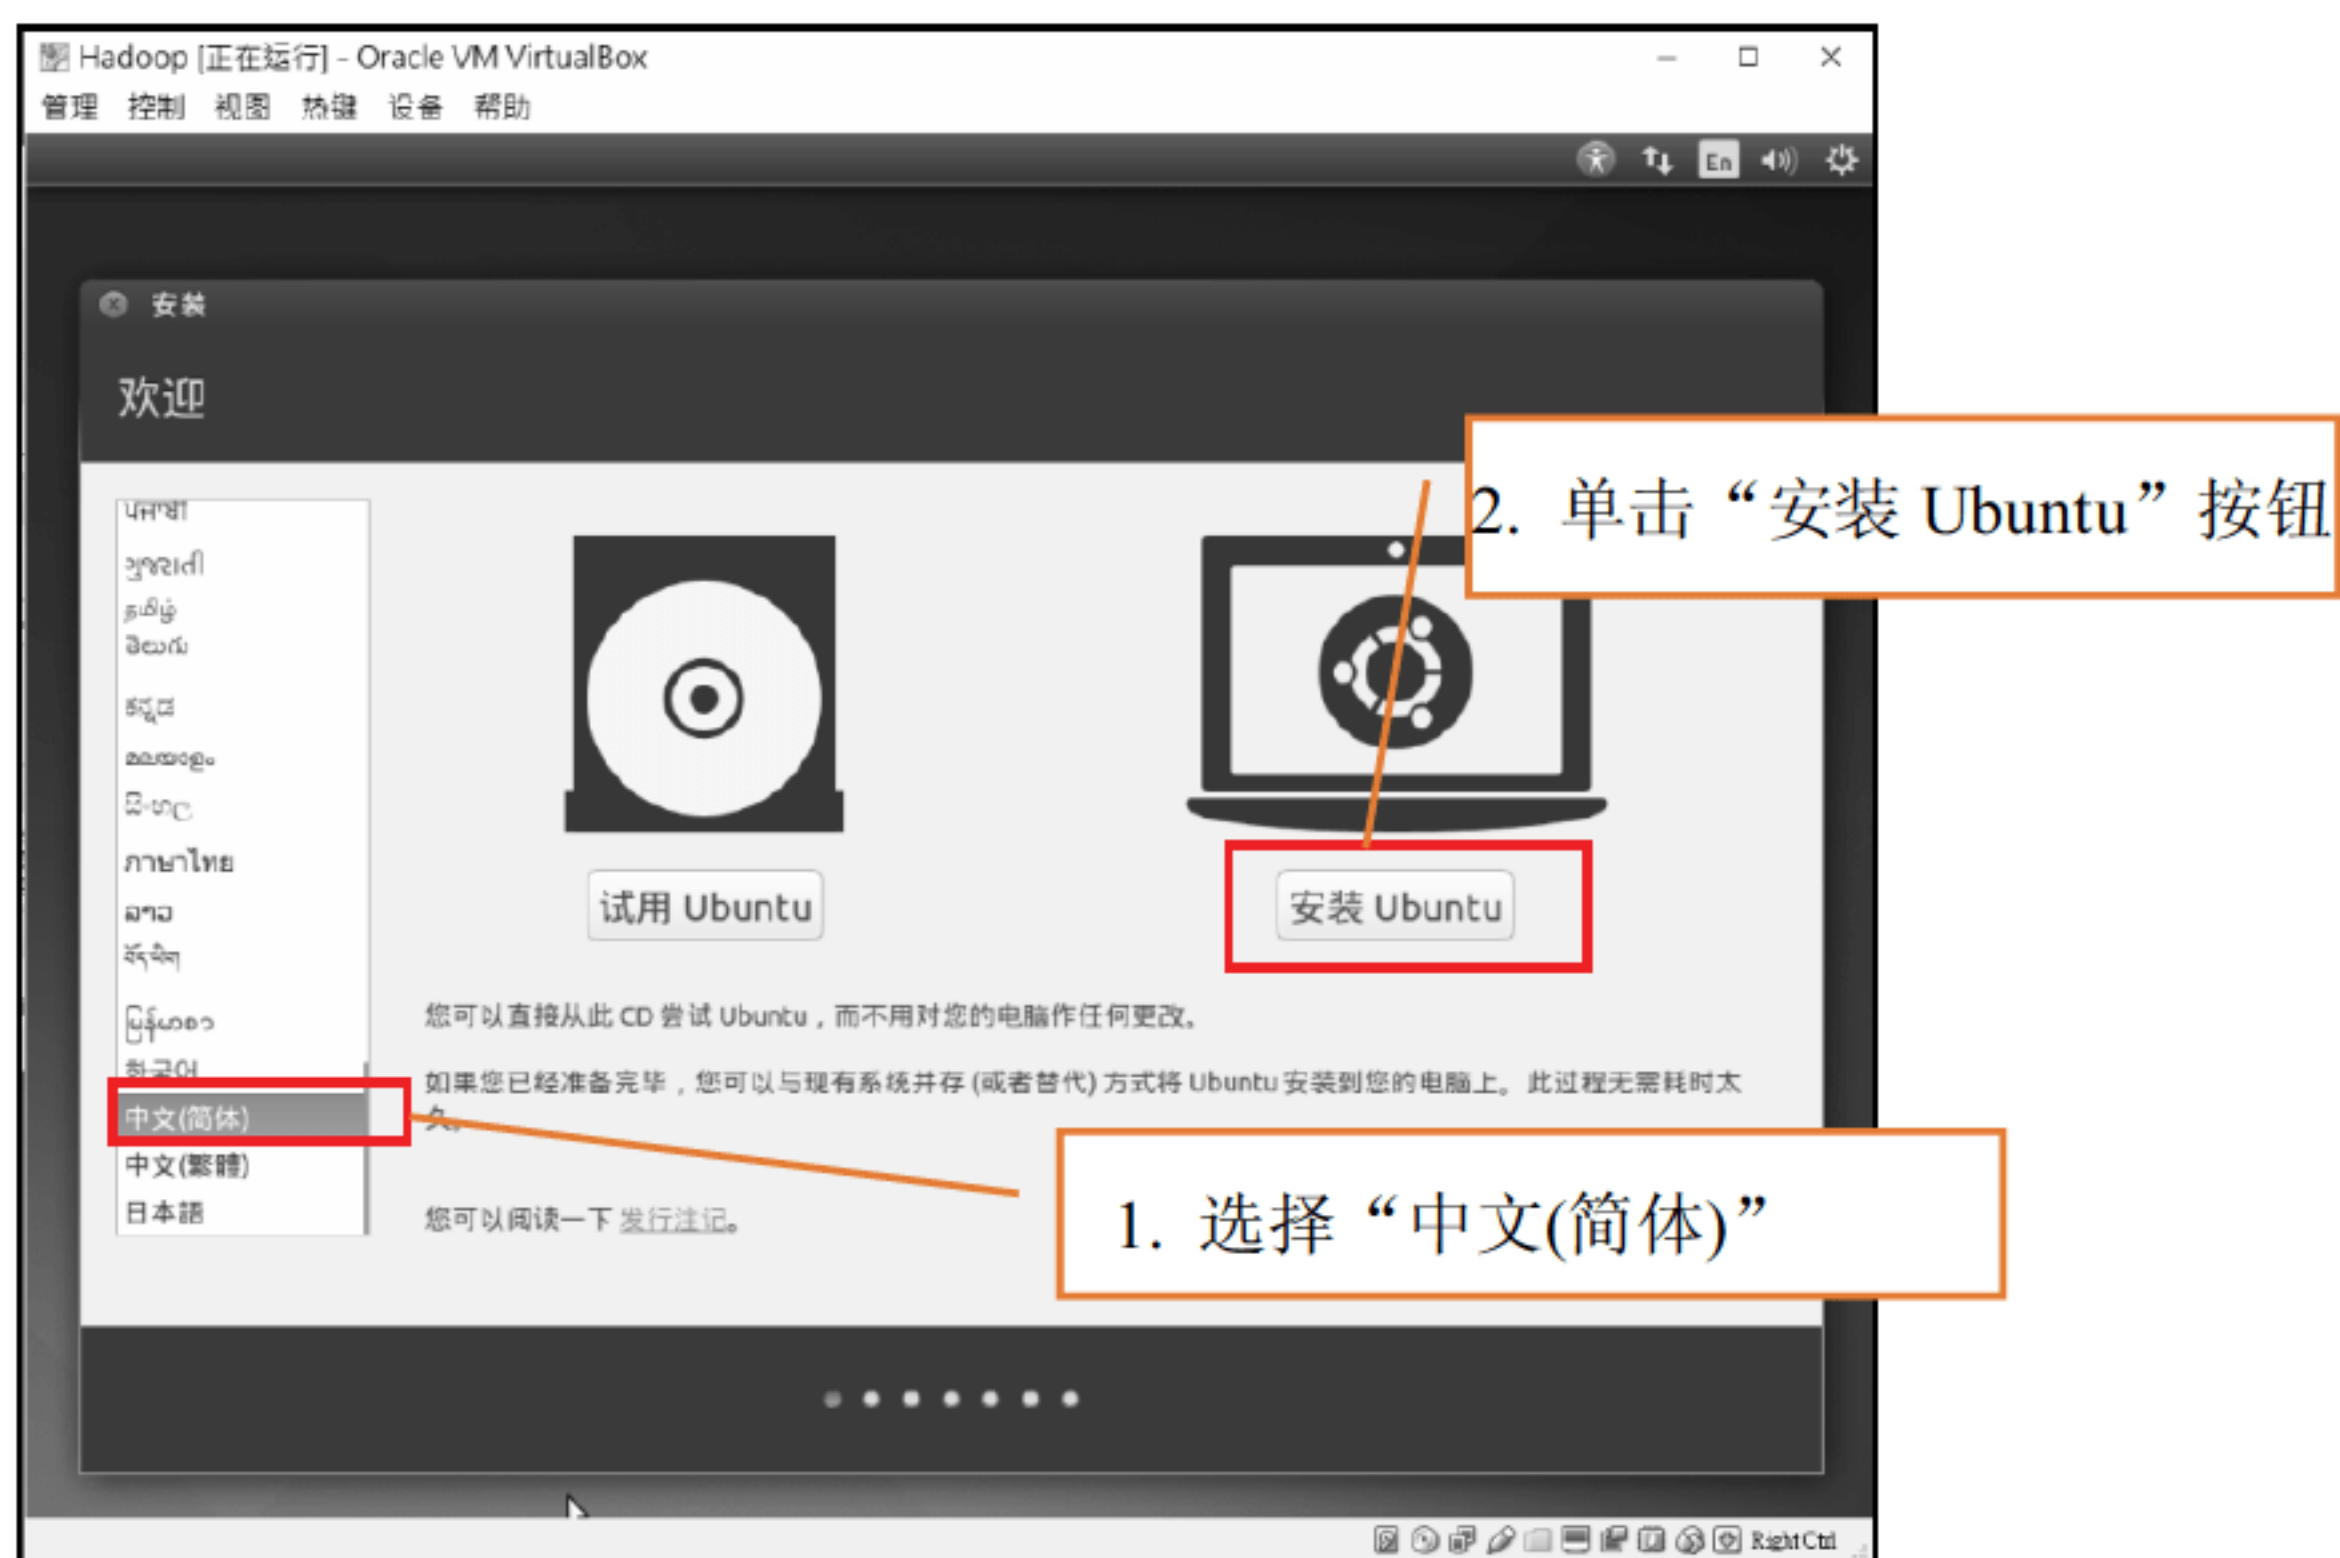 Hadoop [正在运行] - Oracle VM VirtualBox
管理 控制 视图 热键 设备 帮助
En
安装
欢迎
ગુજરાતી
தமிழ்
తెలుగు
ಕನ್ನಡ
മലയാളം
සිංහල
ภาษาไทย
ລາວ
မြန်မာစာ
한국어
中文(简体)
中文(繁體)
日本語
试用 Ubuntu
安装 Ubuntu
您可以直接从此 CD 尝试 Ubuntu，而不用对您的电脑作任何更改。
如果您已经准备完毕，您可以与现有系统并存 (或者替代) 方式将 Ubuntu 安装到您的电脑上。此过程无需耗时太
久。
您可以阅读一下 发行注记。
2. 单击“安装 Ubuntu”按钮
1. 选择“中文(简体)”
Right Ctrl